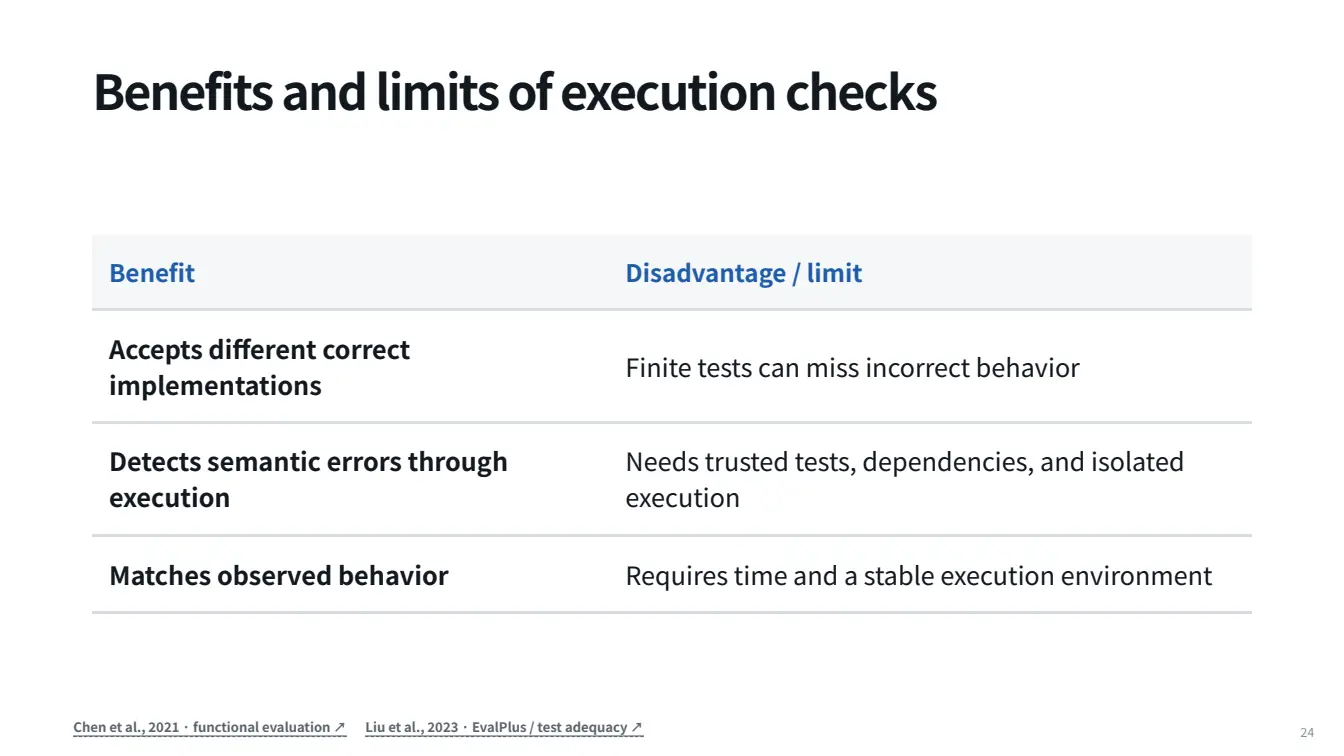 Benefits and limits of execution checks
Benefit
Disadvantage / limit
Accepts different correct
implementations
Finite tests can miss incorrect behavior
Detects semantic errors through
execution
Needs trusted tests, dependencies, and isolated
execution
Matches observed behavior
Requires time and a stable execution environment
Chen et al., 2021 · functional evaluation ↗
Liu et al., 2023 · EvalPlus / test adequacy ↗
24